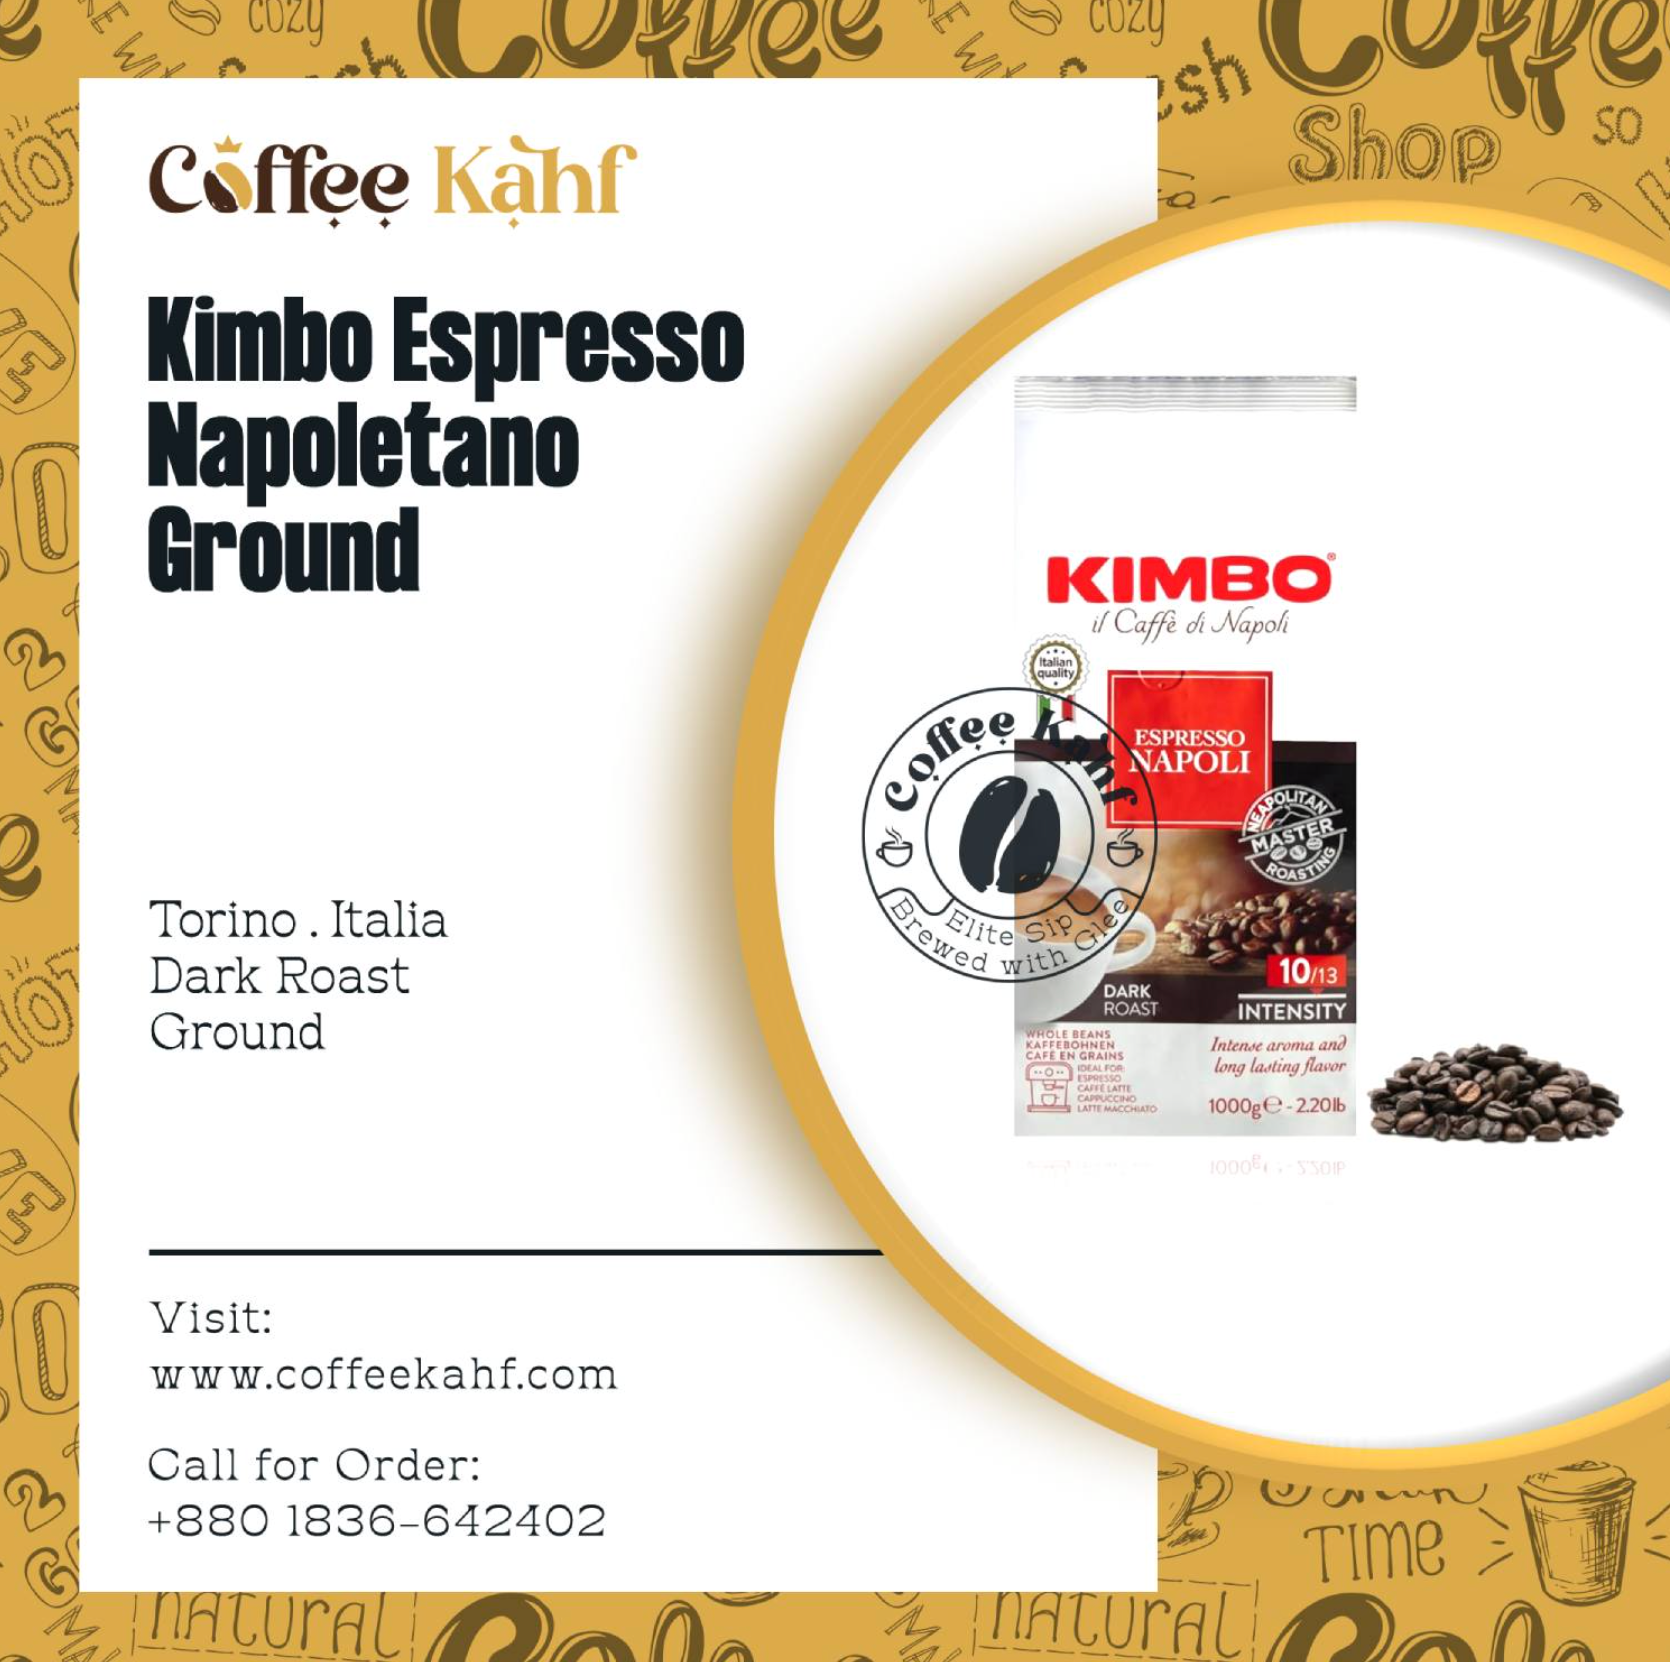 Coffee Kahf
Kimbo Espresso
Napoletano
Ground
Torino . Italia
Dark Roast
Ground
Visit:
www.coffeekahf.com
Call for Order:
+880 1836-642402
KIMBO®
il Caffè di Napoli
Italian
quality
ESPRESSO
NAPOLI
NEAPOLITAN
MASTER
ROASTING
Coffee Kahf
Elite Sip
Brewed with Glee
10/13
INTENSITY
DARK
ROAST
WHOLE BEANS
KAFFEEBOHNEN
CAFÉ EN GRAINS
IDEAL FOR:
ESPRESSO
CAFFÈ LATTE
CAPPUCCINO
LATTE MACCHIATO
Intense aroma and
long lasting flavor
1000g e - 2.20lb
COZY
COZY
Coffee
Coffee
Shop
SO
TIME
NATURAL
NATURAL